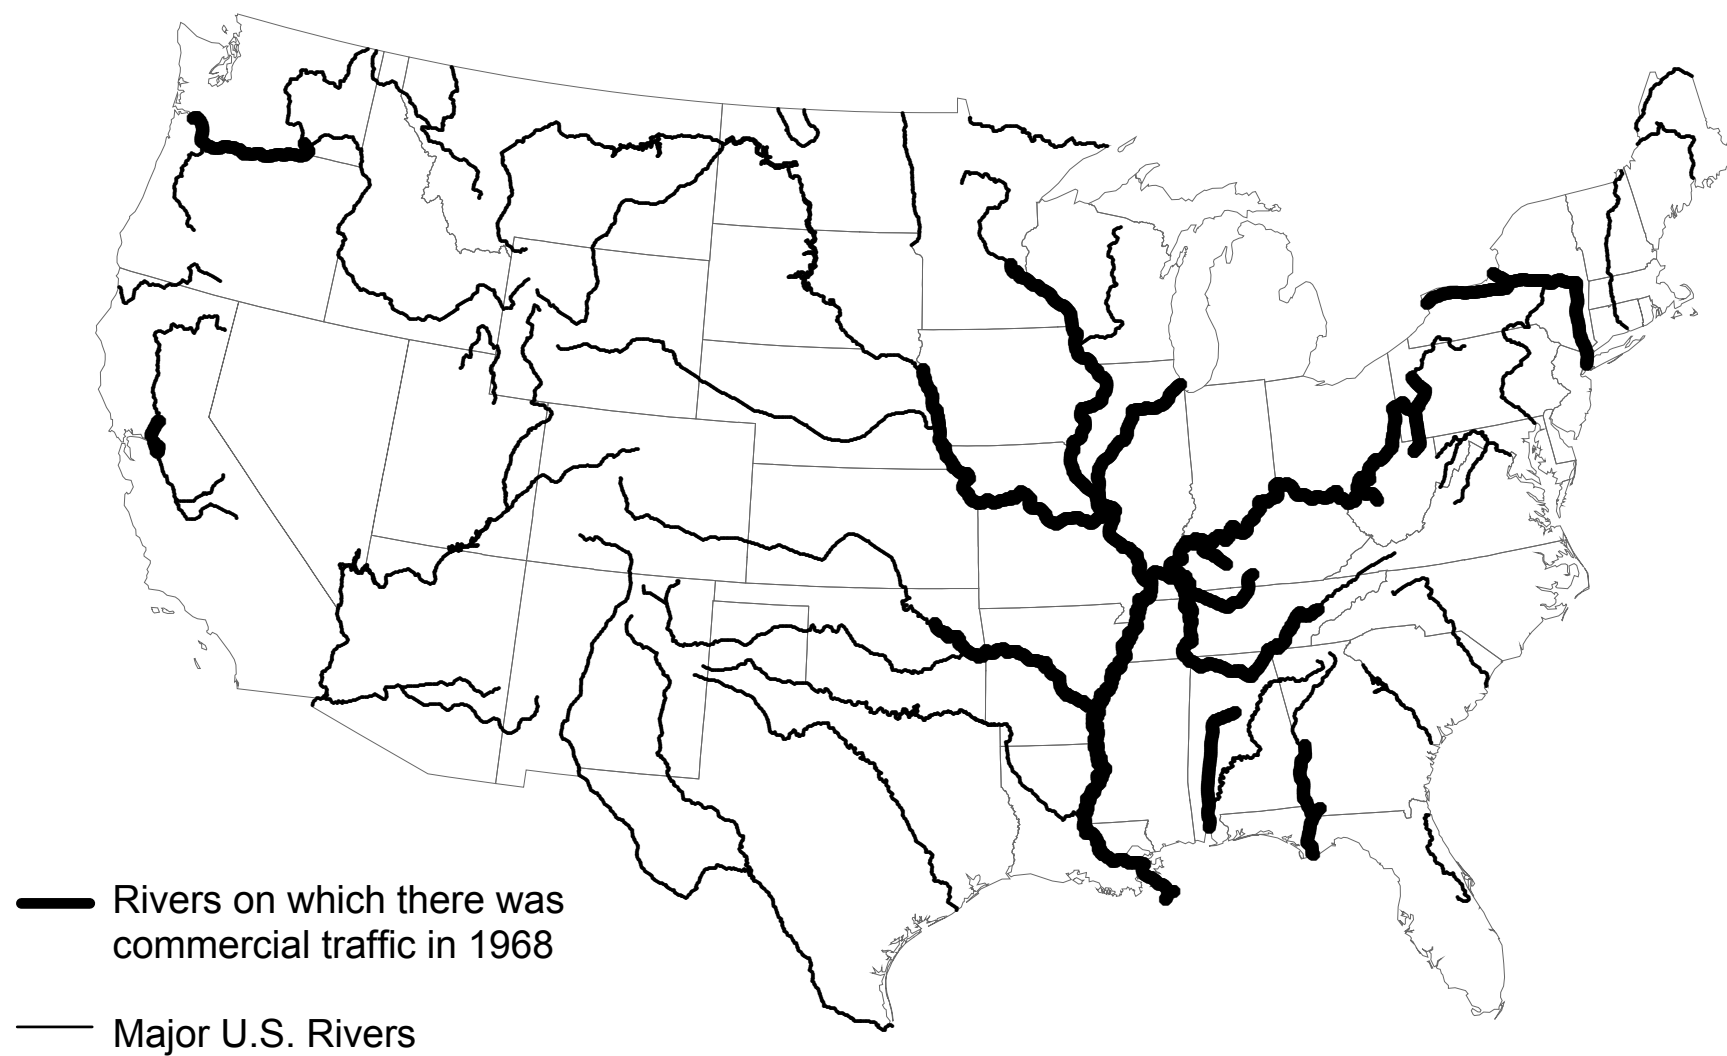 Rivers on which there was
commercial traffic in 1968
Major U.S. Rivers